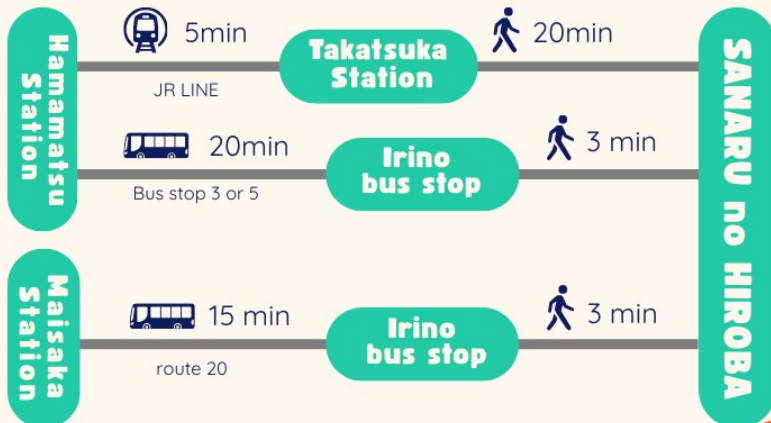 Hamamatsu
Station
5min
JR LINE
Takatsuka
Station
20min
20min
Bus stop 3 or 5
Irino
bus stop
3 min
Maisaka
Station
15 min
route 20
Irino
bus stop
3 min
SANARU no HIROBA